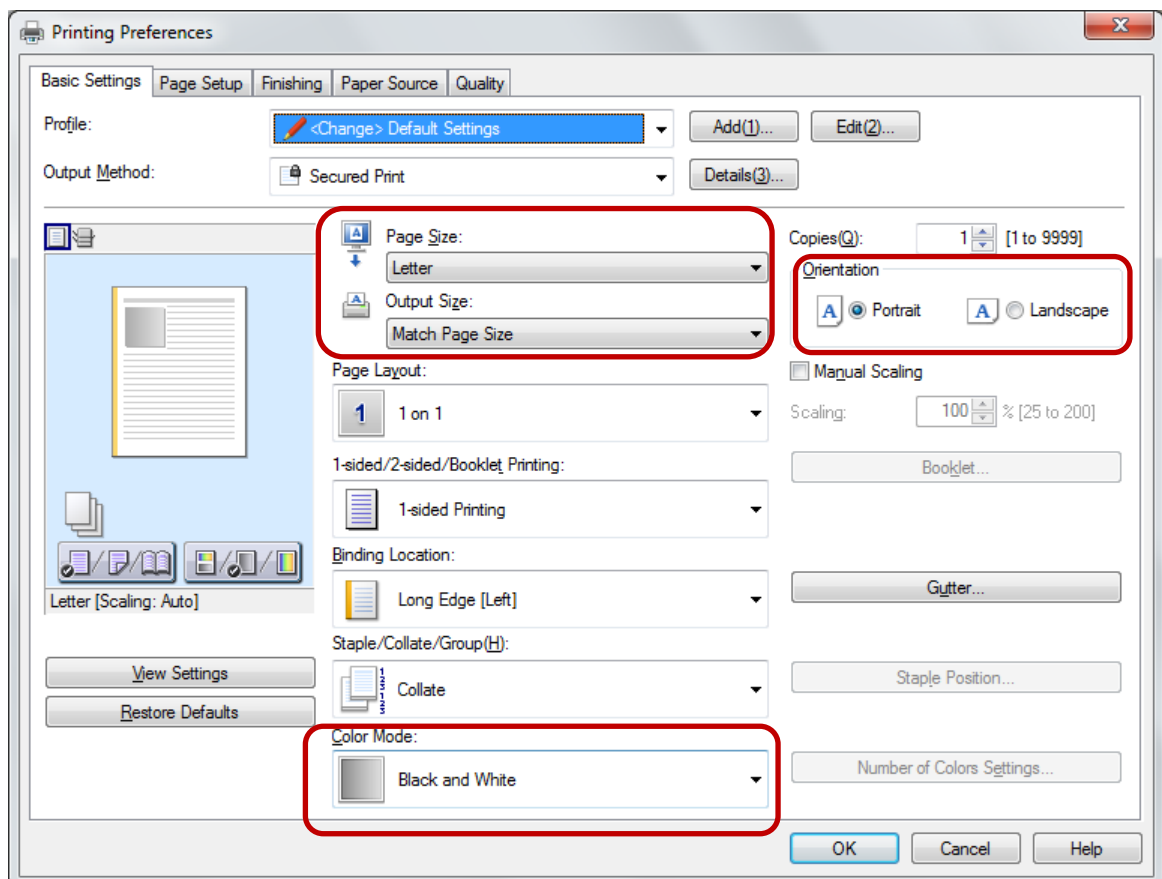 Printing Preferences
Basic Settings Page Setup Finishing Paper Source Quality
Profile: <Change> Default Settings Add(1)... Edit(2)...
Output Method: Secured Print Details(3)...
Page Size:
Letter
Output Size:
Match Page Size
Copies(Q): 1 [1 to 9999]
Orientation
A Portrait A Landscape
Page Layout:
1 1 on 1
Manual Scaling
Scaling: 100 % [25 to 200]
1-sided/2-sided/Booklet Printing:
1-sided Printing
Booklet...
Binding Location:
Long Edge [Left]
Gutter...
Letter [Scaling: Auto]
Staple/Collate/Group(H):
Collate
Staple Position...
View Settings
Restore Defaults
Color Mode:
Black and White
Number of Colors Settings...
OK Cancel Help